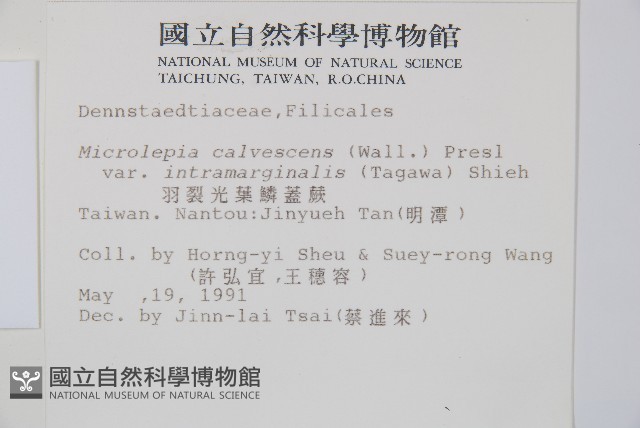 國立自然科學博物館
NATIONAL MUSEUM OF NATURAL SCIENCE
TAICHUNG, TAIWAN, R.O.CHINA
Dennstaedtiaceae,Filicales
Microlepia calvescens (Wall.) Presl
var. intramarginalis (Tagawa) Shieh
羽裂光葉鱗蓋蕨
Taiwan. Nantou:Jinyueh Tan(明潭)
Coll. by Horng-yi Sheu & Suey-rong Wang
(許弘宜,王穗容)
May ,19, 1991
Dec. by Jinn-lai Tsai(蔡進來)
國立自然科學博物館
NATIONAL MUSEUM OF NATURAL SCIENCE